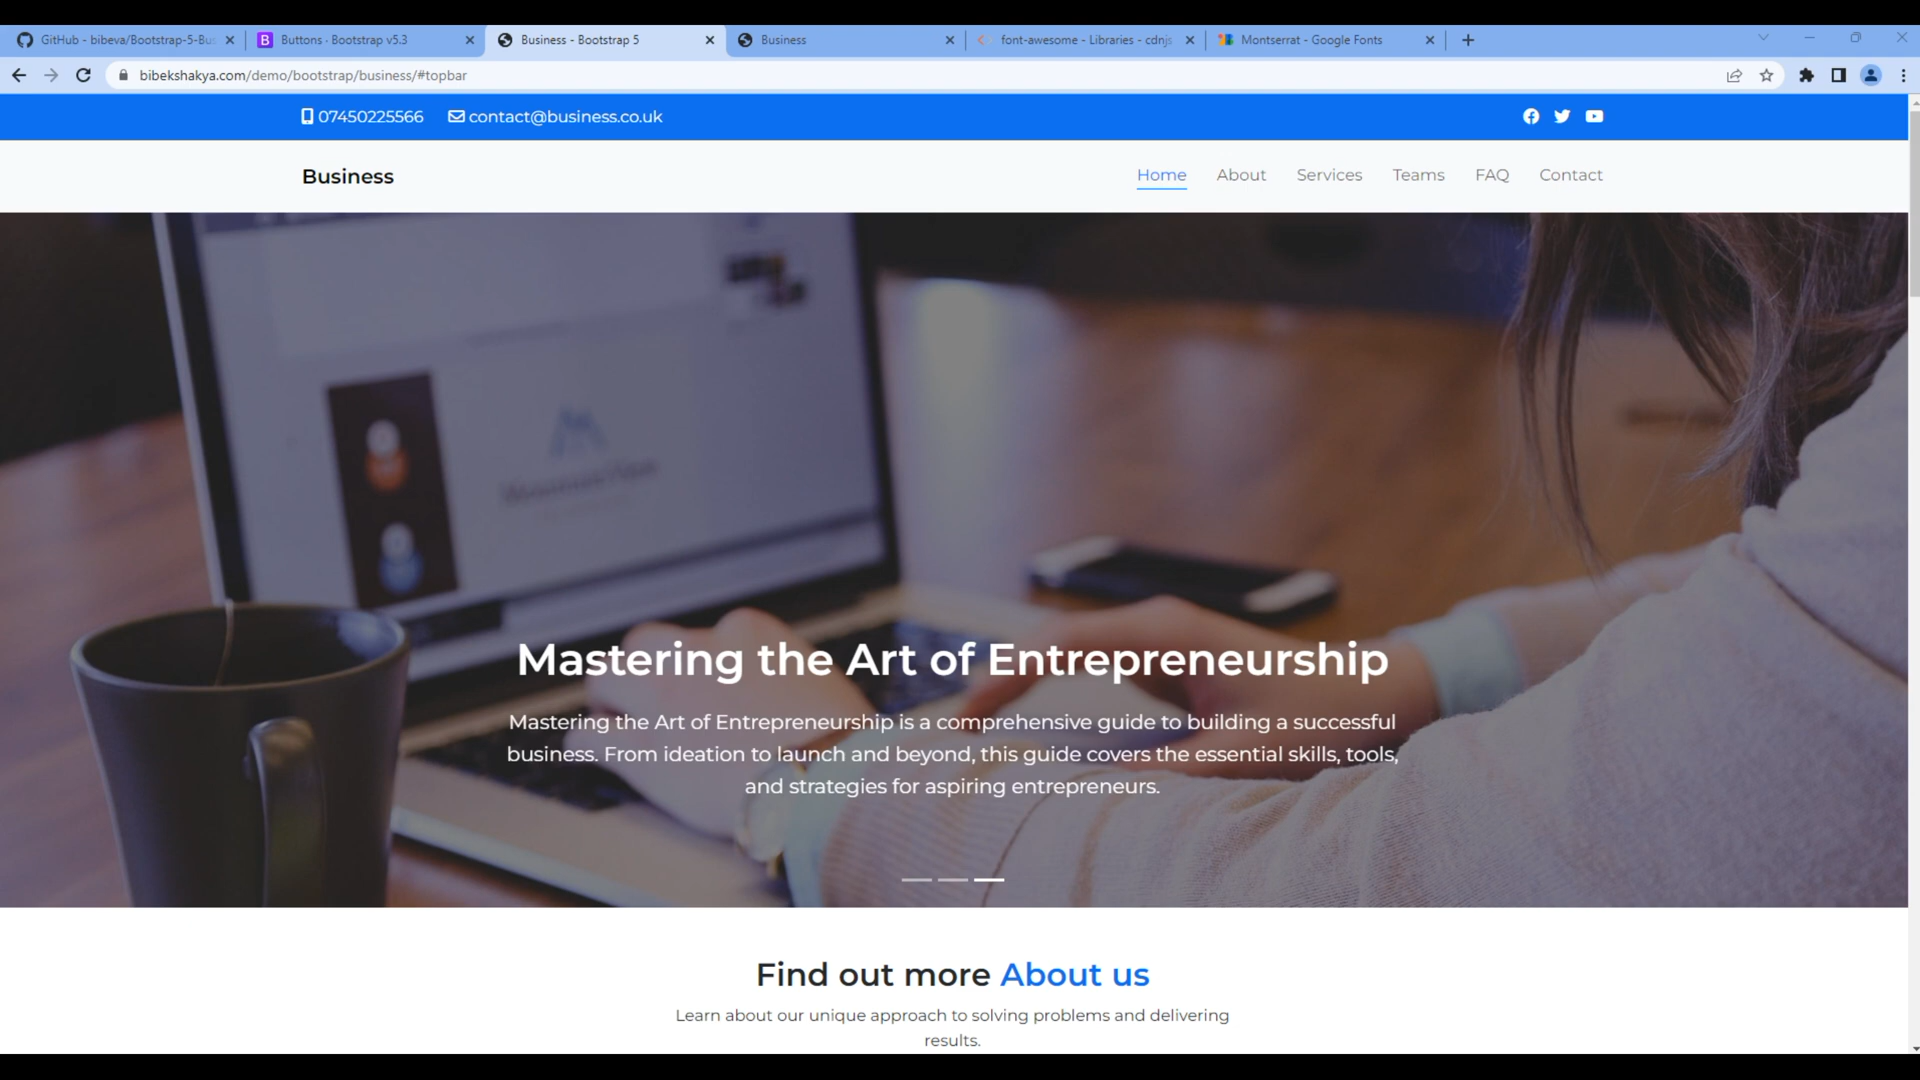 GitHub - bibeva/Bootstrap-5-Bus
Buttons · Bootstrap v5.3
Business - Bootstrap 5
Business
font-awesome - Libraries - cdnjs
Montserrat - Google Fonts
bibekshakya.com/demo/bootstrap/business/#topbar
07450225566 contact@business.co.uk
Business
Home About Services Teams FAQ Contact
Mastering the Art of Entrepreneurship
Mastering the Art of Entrepreneurship is a comprehensive guide to building a successful
business. From ideation to launch and beyond, this guide covers the essential skills, tools,
and strategies for aspiring entrepreneurs.
Find out more About us
Learn about our unique approach to solving problems and delivering
results.